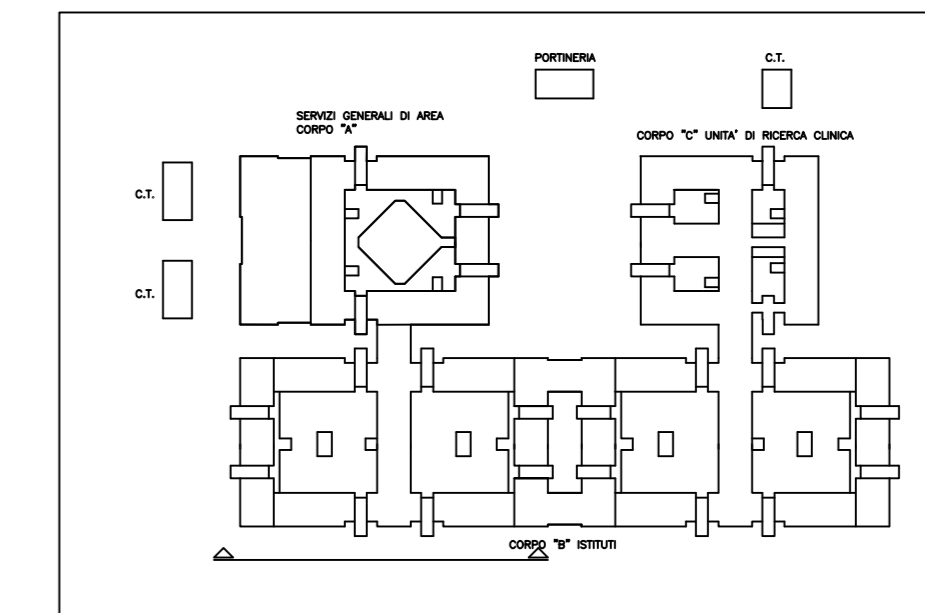 PORTINERIA
C.T.
SERVIZI GENERALI DI AREA
CORPO "A"
CORPO "C" UNITA' DI RICERCA CLINICA
C.T.
C.T.
CORPO "B" ISTITUTI